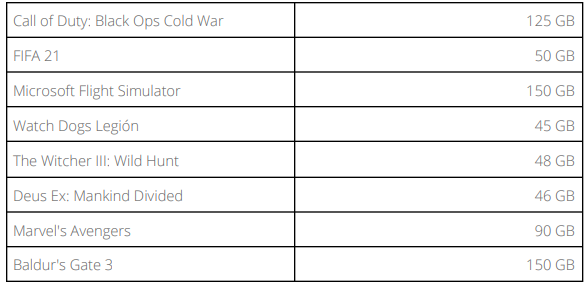 Call of Duty: Black Ops Cold War 125 GB
FIFA 21 50 GB
Microsoft Flight Simulator 150 GB
Watch Dogs Legión 45 GB
The Witcher III: Wild Hunt 48 GB
Deus Ex: Mankind Divided 46 GB
Marvel's Avengers 90 GB
Baldur's Gate 3 150 GB